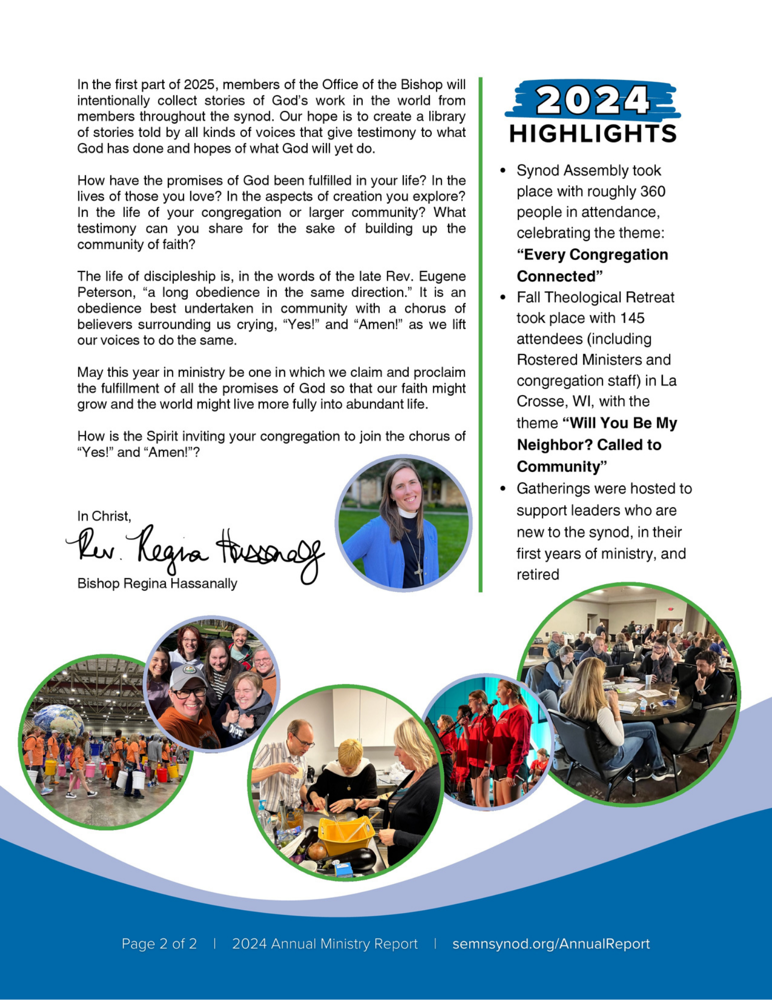 In the first part of 2025, members of the Office of the Bishop will
intentionally collect stories of God’s work in the world from
members throughout the synod. Our hope is to create a library
of stories told by all kinds of voices that give testimony to what
God has done and hopes of what God will yet do.
How have the promises of God been fulfilled in your life? In the
lives of those you love? In the aspects of creation you explore?
In the life of your congregation or larger community? What
testimony can you share for the sake of building up the
community of faith?
The life of discipleship is, in the words of the late Rev. Eugene
Peterson, “a long obedience in the same direction.” It is an
obedience best undertaken in community with a chorus of
believers surrounding us crying, “Yes!” and “Amen!” as we lift
our voices to do the same.
May this year in ministry be one in which we claim and proclaim
the fulfillment of all the promises of God so that our faith might
grow and the world might live more fully into abundant life.
How is the Spirit inviting your congregation to join the chorus of
“Yes!” and “Amen!”?
In Christ,
Rev. Regina Hassanally
Bishop Regina Hassanally
2024
HIGHLIGHTS
• Synod Assembly took
place with roughly 360
people in attendance,
celebrating the theme:
“Every Congregation
Connected”
• Fall Theological Retreat
took place with 145
attendees (including
Rostered Ministers and
congregation staff) in La
Crosse, WI, with the
theme “Will You Be My
Neighbor? Called to
Community”
• Gatherings were hosted to
support leaders who are
new to the synod, in their
first years of ministry, and
retired
Page 2 of 2 | 2024 Annual Ministry Report | semnsynod.org/AnnualReport